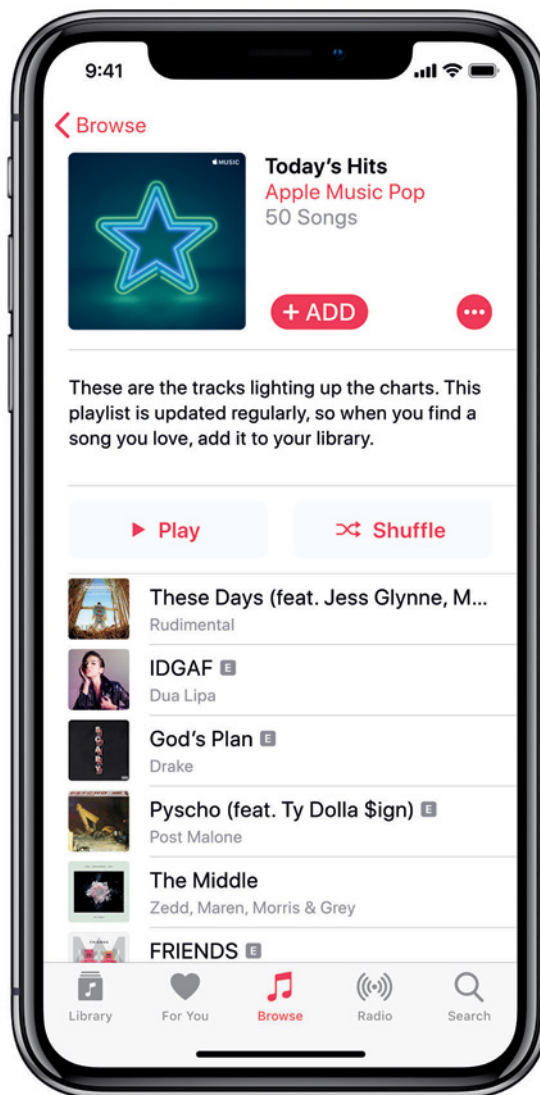 9:41
Browse
MUSIC
Today's Hits
Apple Music Pop
50 Songs
+ ADD
These are the tracks lighting up the charts. This
playlist is updated regularly, so when you find a
song you love, add it to your library.
Play
Shuffle
These Days (feat. Jess Glynne, M...
Rudimental
IDGAF E
Dua Lipa
God's Plan E
Drake
SCARY
Pyscho (feat. Ty Dolla $ign) E
Post Malone
The Middle
Zedd, Maren, Morris & Grey
FRIENDS E
FRIENDS
Library
For You
Browse
Radio
Search